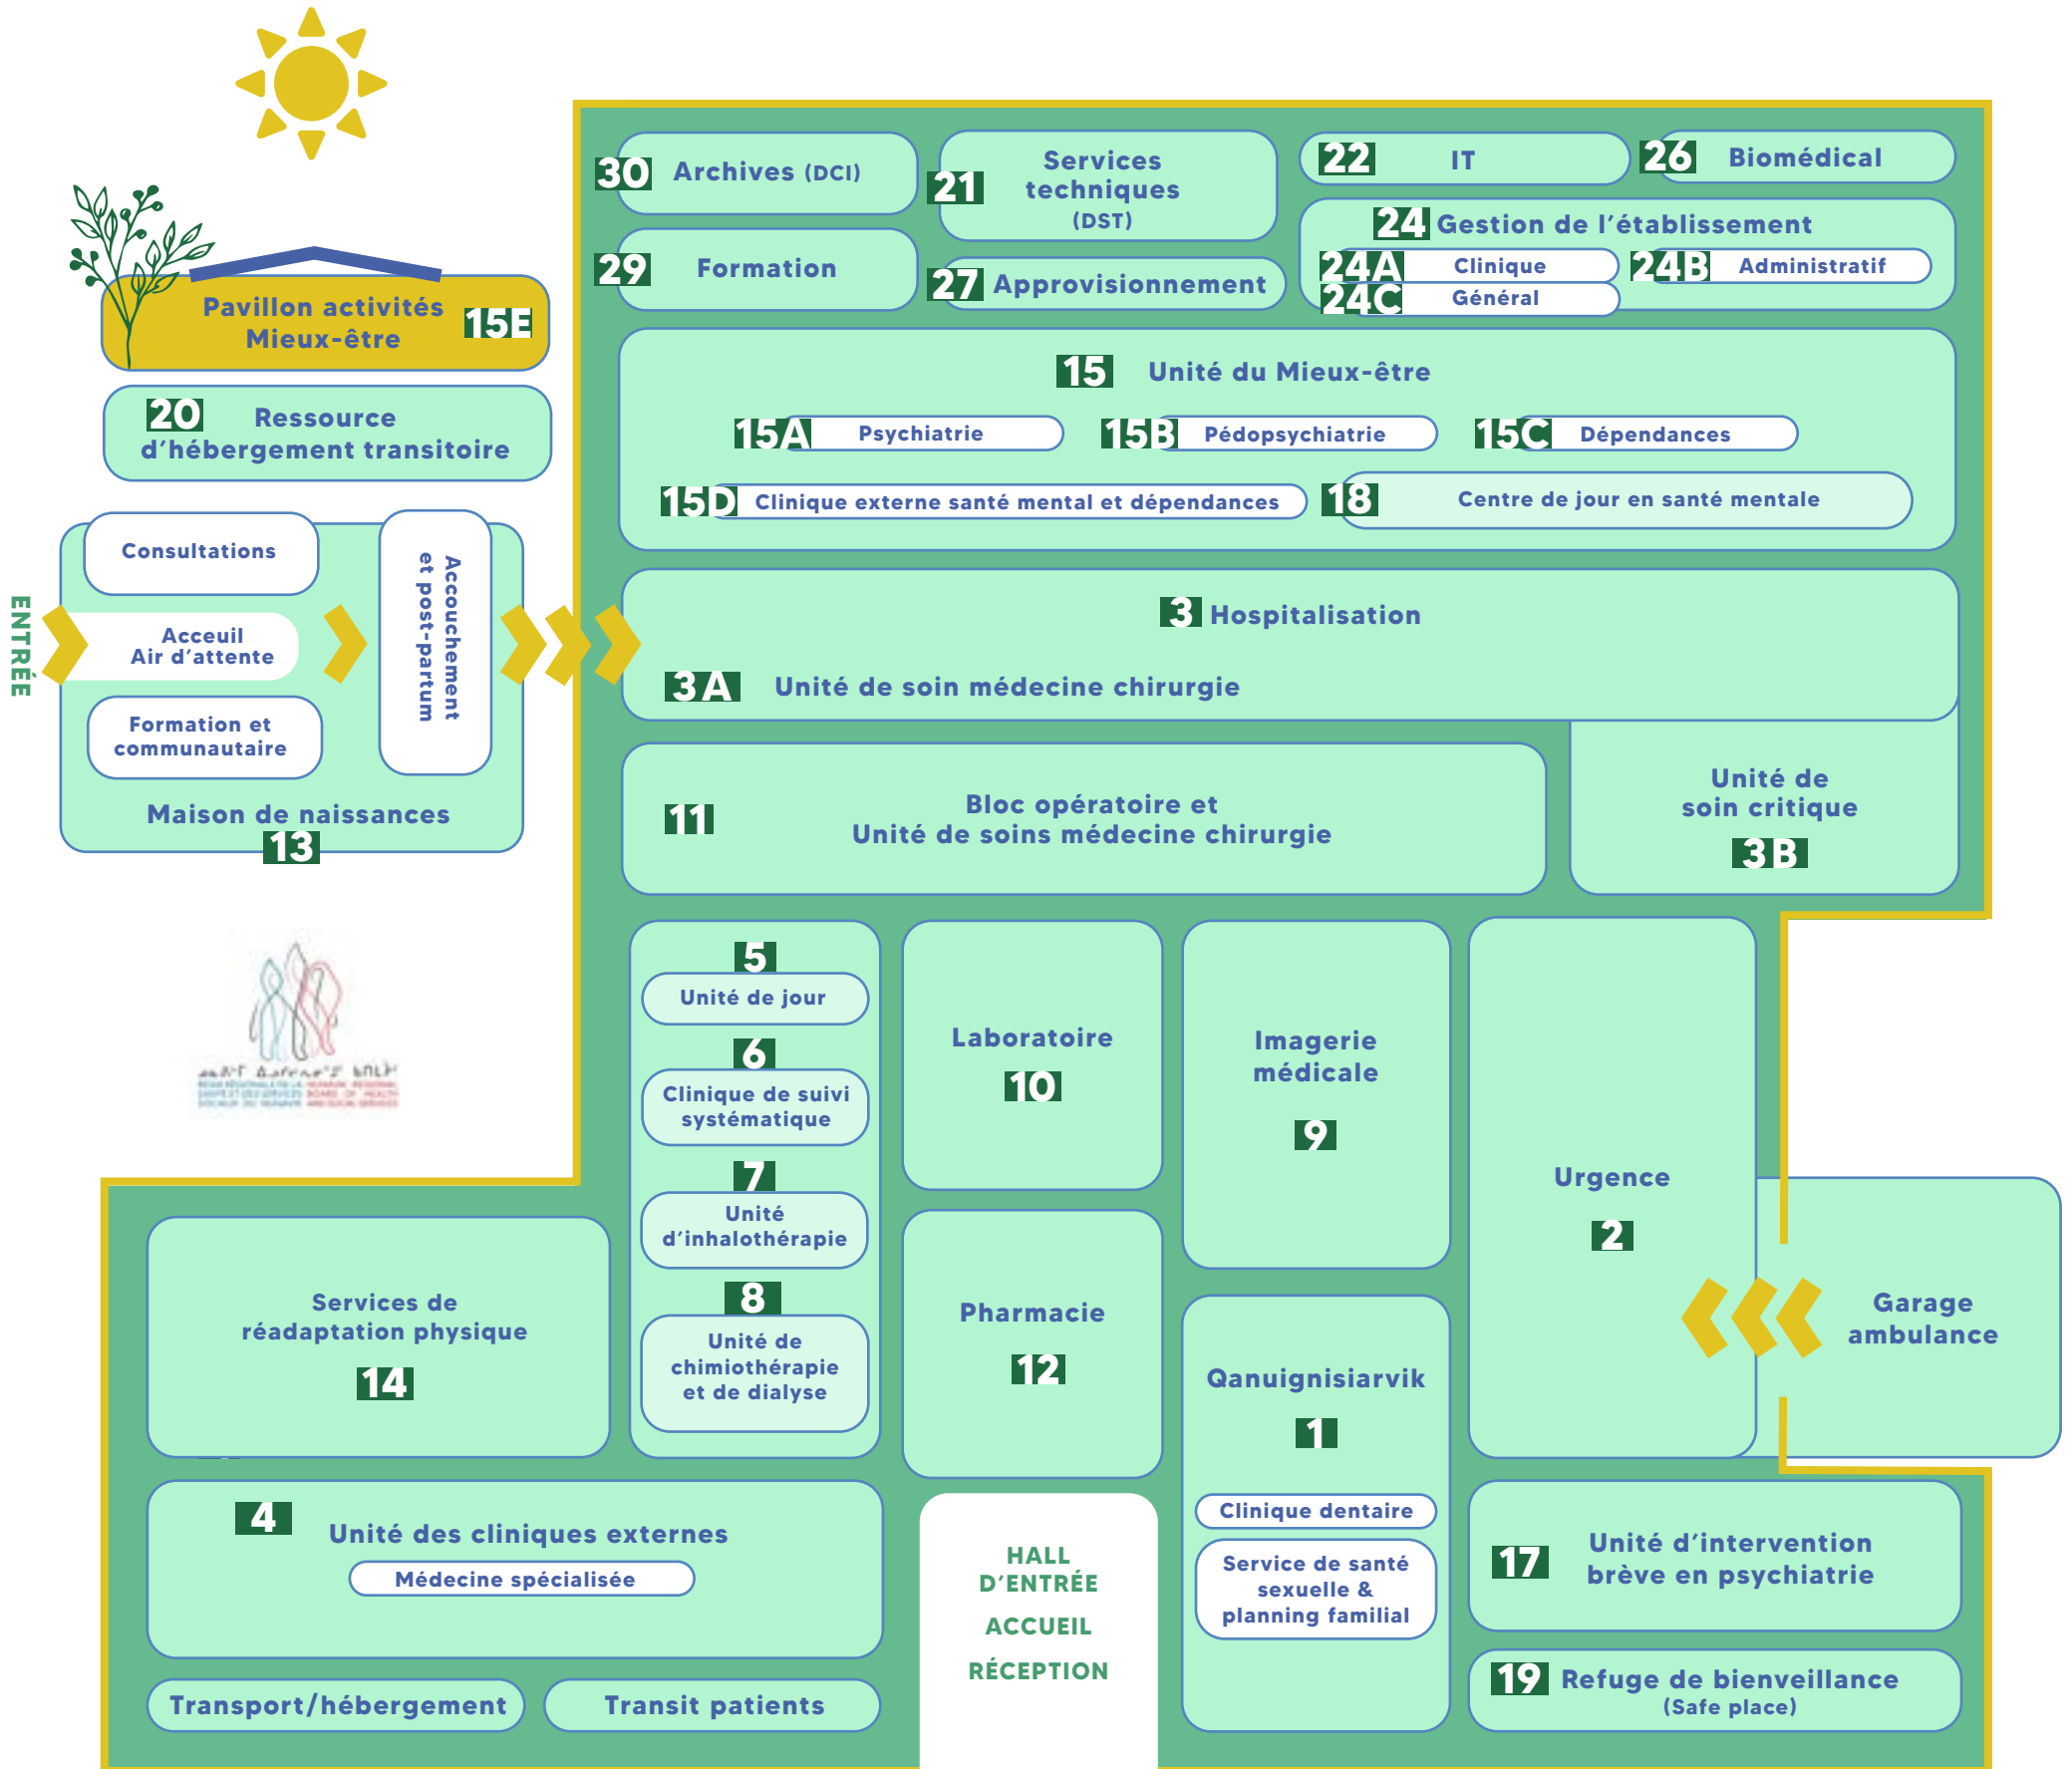 30 Archives (DCI)
21 Services
techniques
(DST)
22 IT
26 Biomédical
29 Formation
27 Approvisionnement
24 Gestion de l'établissement
24A Clinique
24B Administratif
24C Général
Pavillon activités
Mieux-être
15E
20 Ressource
d'hébergement transitoire
15 Unité du Mieux-être
15A Psychiatrie
15B Pédopsychiatrie
15C Dépendances
15D Clinique externe santé mental et dépendances
18 Centre de jour en santé mentale
ENTRÉE
Consultations
Acceuil
Air d'attente
Formation et
communautaire
Accouchement
et post-partum
Maison de naissances
13
3 Hospitalisation
3A Unité de soin médecine chirurgie
11 Bloc opératoire et
Unité de soins médecine chirurgie
Unité de
soin critique
3B
5
Unité de jour
6
Clinique de suivi
systématique
7
Unité
d'inhalothérapie
8
Unité de
chimiothérapie
et de dialyse
Laboratoire
10
Imagerie
médicale
9
Urgence
2
Garage
ambulance
Services de
réadaptation physique
14
Pharmacie
12
Qanuignisiarvik
1
Clinique dentaire
Service de santé
sexuelle &
planning familial
4 Unité des cliniques externes
Médecine spécialisée
Transport/hébergement
Transit patients
HALL
D'ENTRÉE
ACCUEIL
RÉCEPTION
17 Unité d'intervention
brève en psychiatrie
19 Refuge de bienveillance
(Safe place)